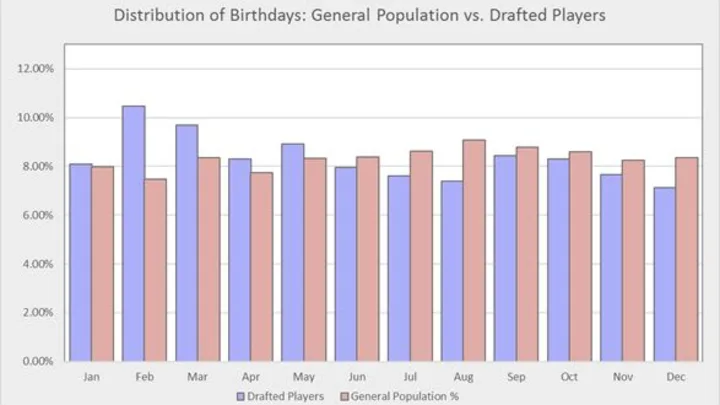 Distribution of Birthdays: General Population vs. Drafted Players
12.00%
10.00%
8.00%
6.00%
4.00%
2.00%
0.00%
Jan Feb Mar Apr May Jun Jul Aug Sep Oct Nov Dec
Drafted Players General Population %